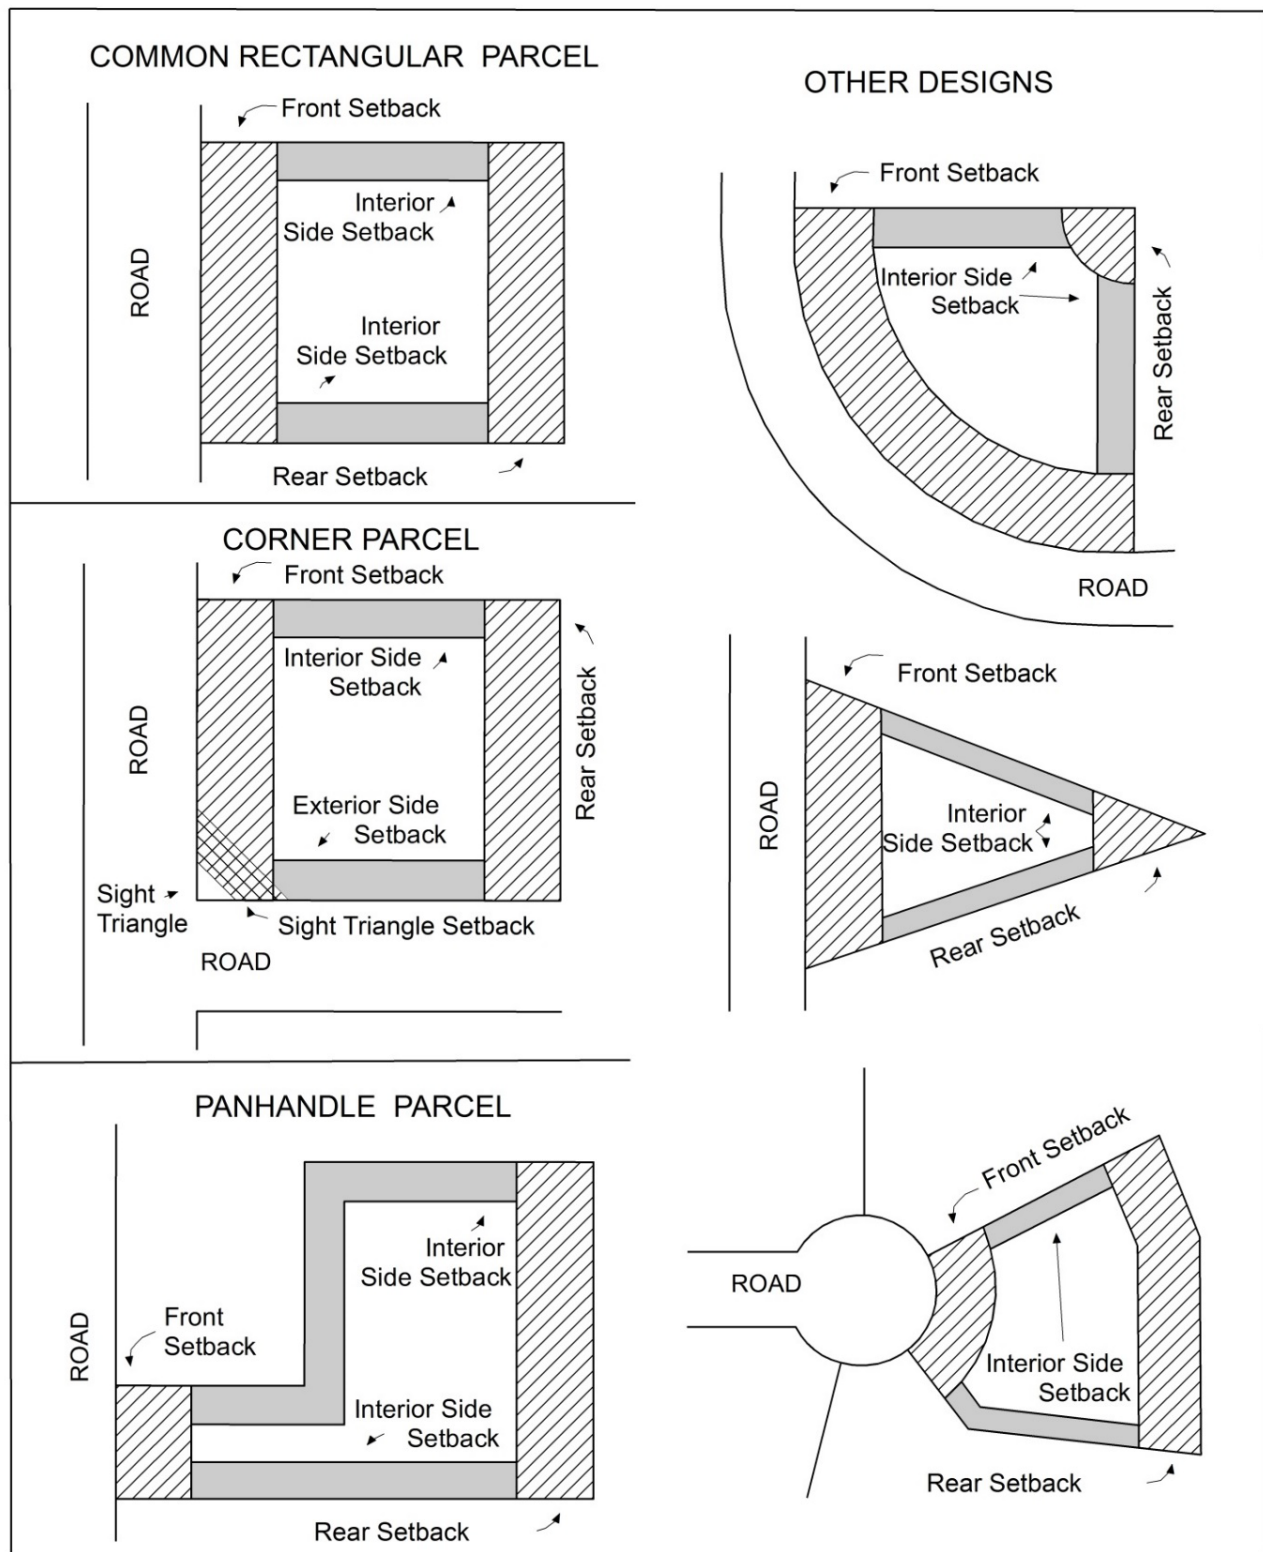 COMMON RECTANGULAR PARCEL
Front Setback
Interior
Side Setback
ROAD
Interior
Side Setback
Rear Setback
CORNER PARCEL
Front Setback
Interior Side
Setback
ROAD
Rear Setback
Exterior Side
Setback
Sight
Triangle
Sight Triangle Setback
ROAD
PANHANDLE PARCEL
Interior
Side Setback
ROAD
Front
Setback
Interior Side
Setback
Rear Setback
OTHER DESIGNS
Front Setback
Interior Side
Setback
Rear Setback
ROAD
Front Setback
ROAD
Interior
Side Setback
Rear Setback
Front Setback
ROAD
Interior Side
Setback
Rear Setback